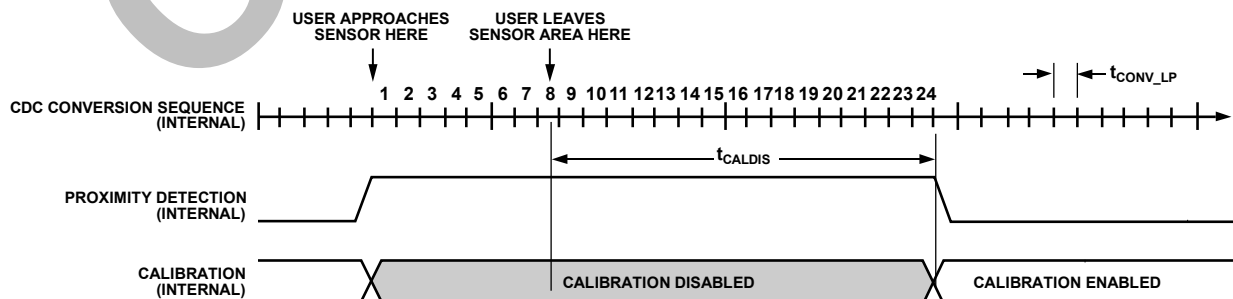 USER APPROACHES
SENSOR HERE
USER LEAVES
SENSOR AREA HERE
tCONV_LP
CDC CONVERSION SEQUENCE
(INTERNAL)
1 2 3 4 5 6 7 8 9 10 11 12 13 14 15 16 17 18 19 20 21 22 23 24
tCALDIS
PROXIMITY DETECTION
(INTERNAL)
CALIBRATION
(INTERNAL)
CALIBRATION DISABLED
CALIBRATION ENABLED